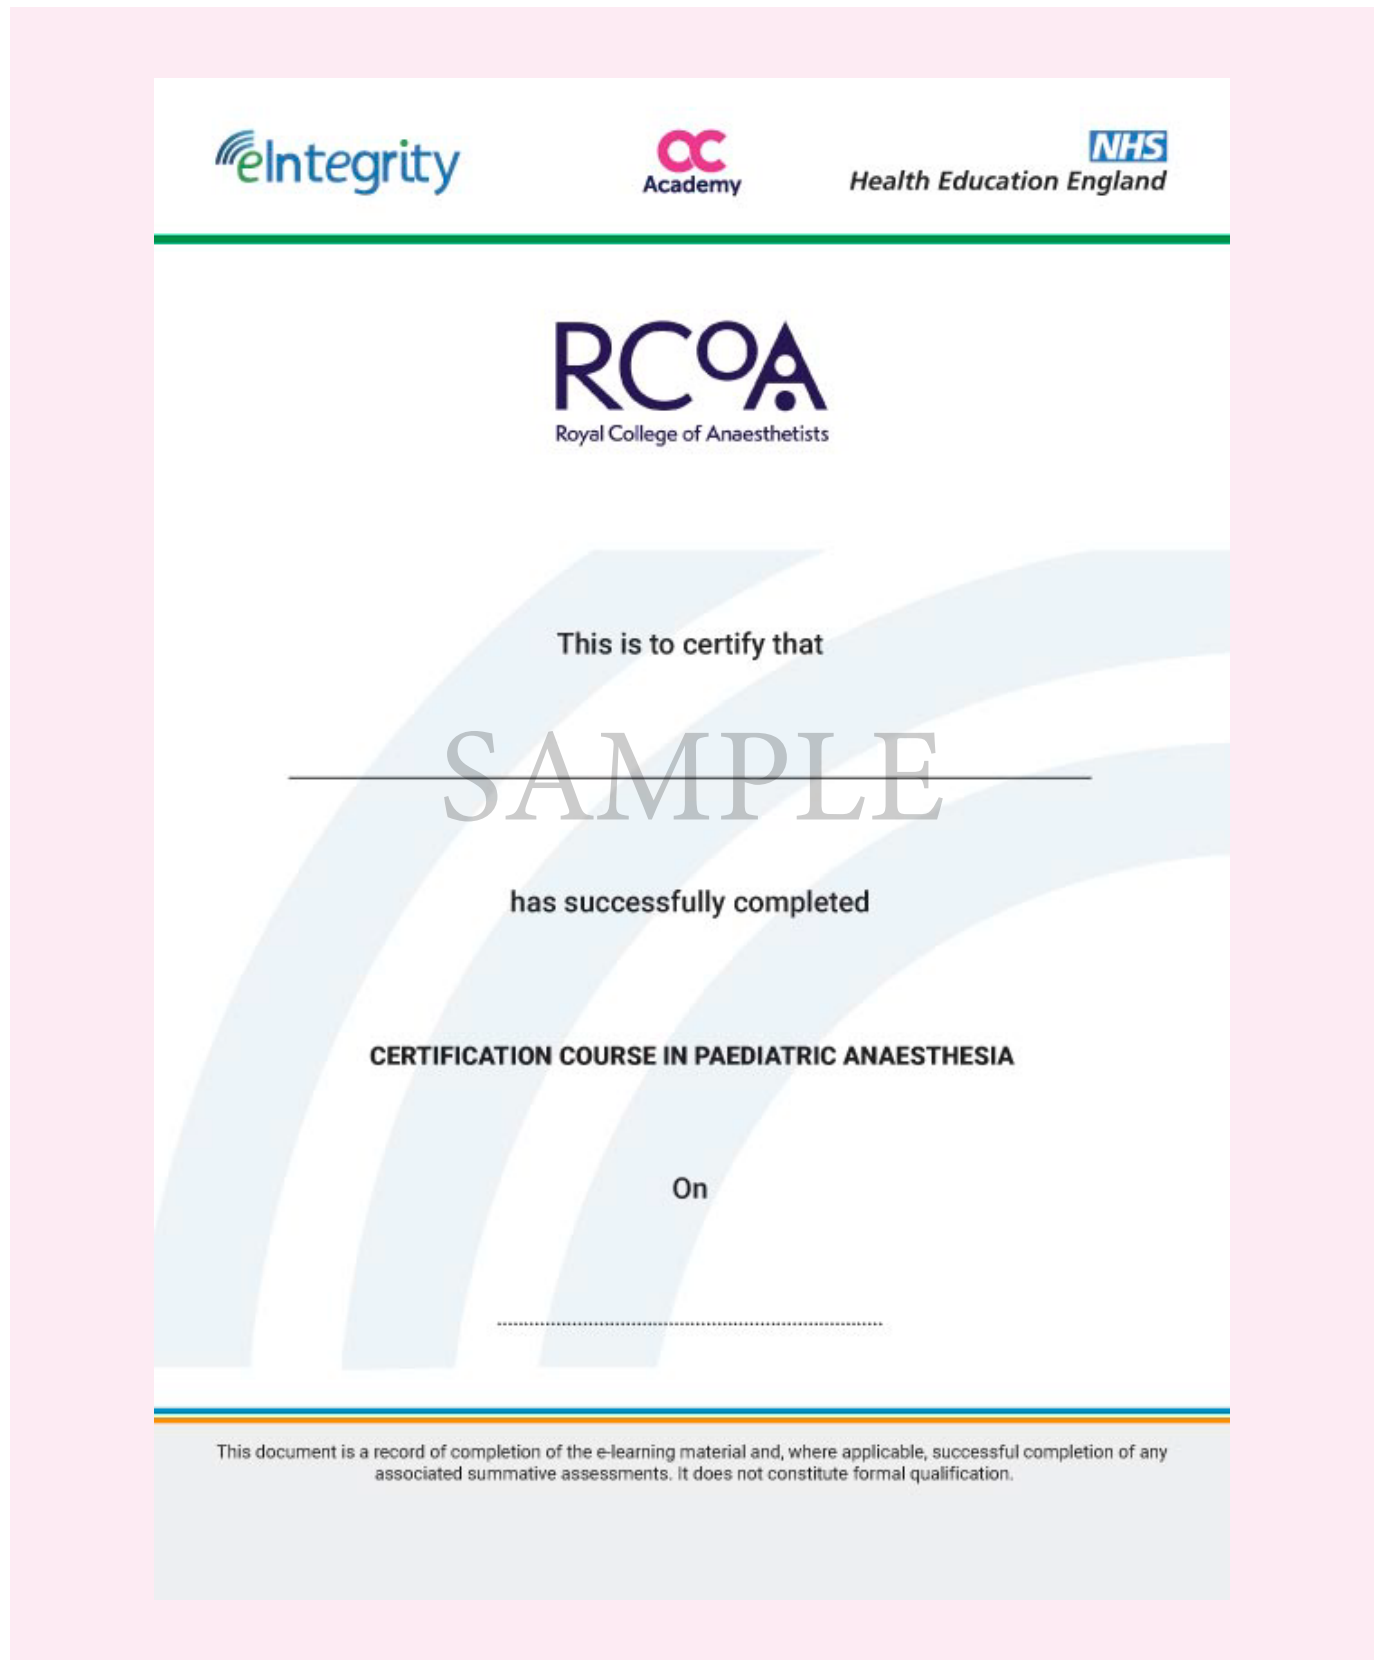 eIntegrity
OC
Academy
NHS
Health Education England
RCoA
Royal College of Anaesthetists
This is to certify that
SAMPLE
has successfully completed
CERTIFICATION COURSE IN PAEDIATRIC ANAESTHESIA
On
This document is a record of completion of the e-learning material and, where applicable, successful completion of any
associated summative assessments. It does not constitute formal qualification.